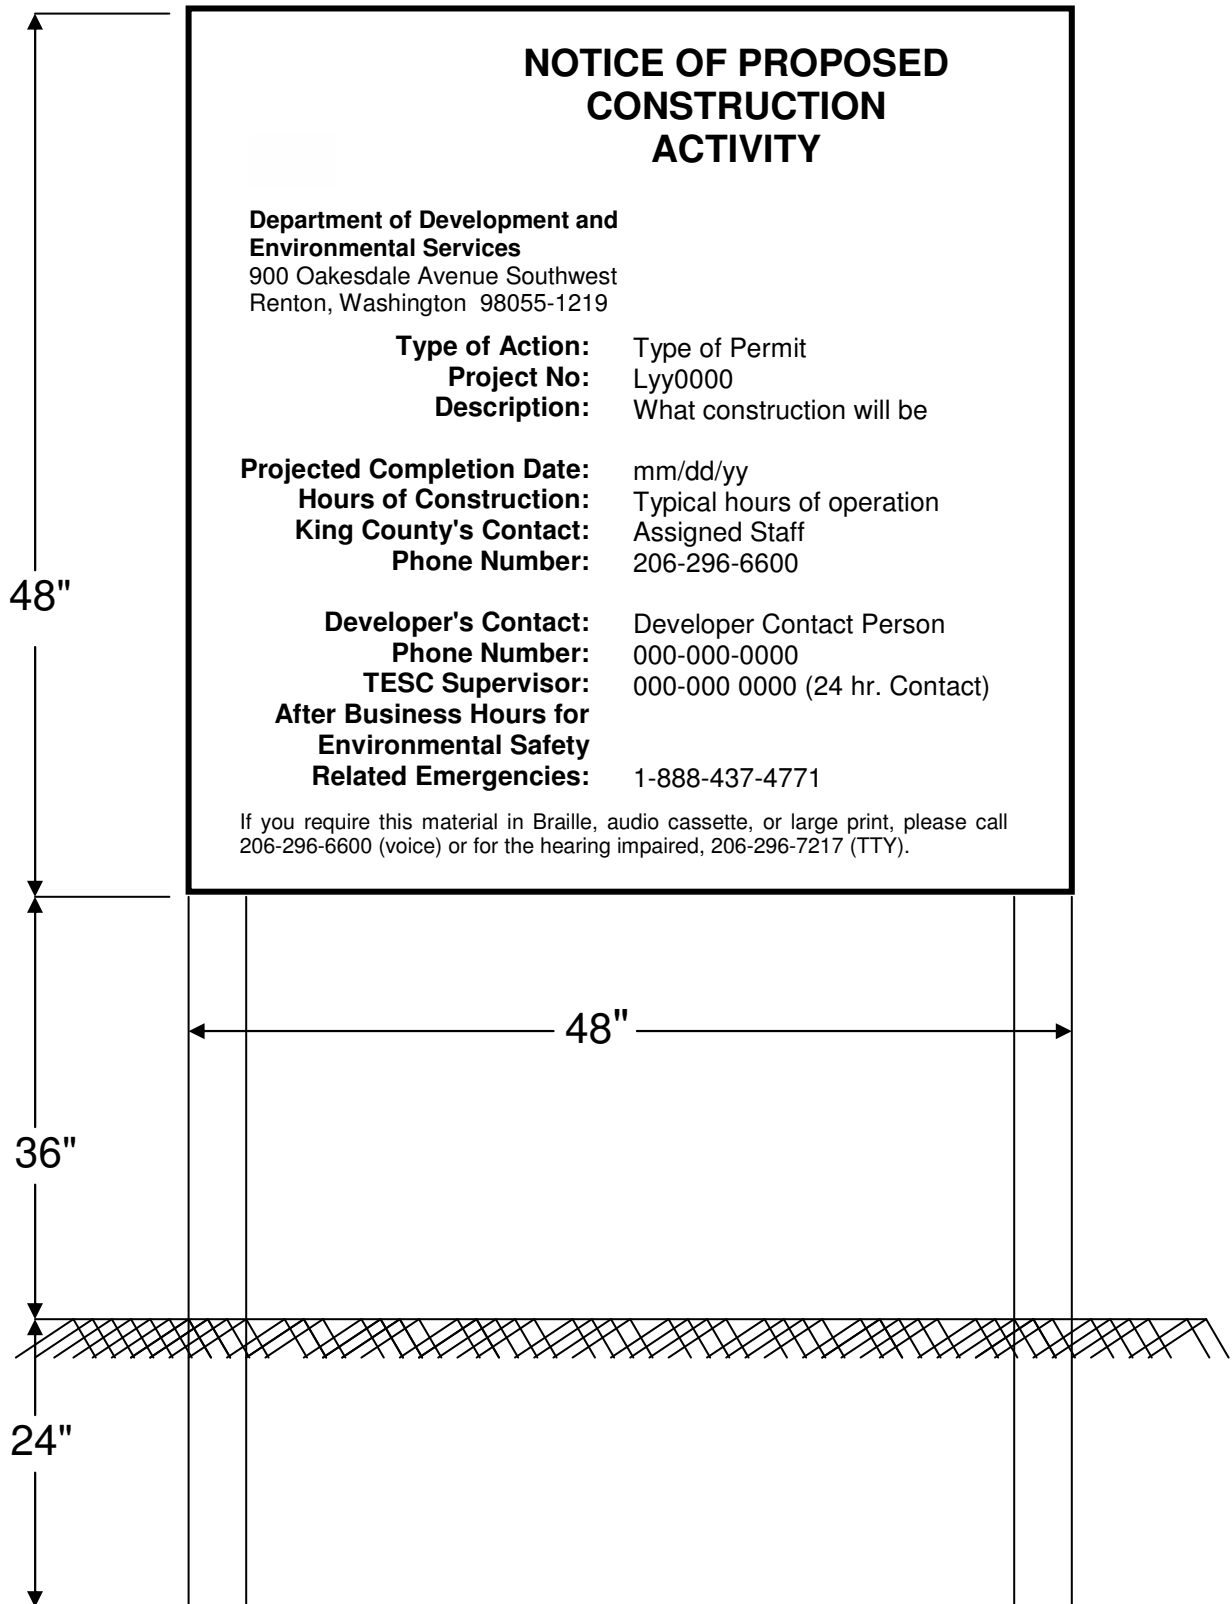 NOTICE OF PROPOSED
CONSTRUCTION
ACTIVITY
Department of Development and
Environmental Services
900 Oakesdale Avenue Southwest
Renton, Washington  98055-1219
Type of Action: Type of Permit
Project No: Lyy0000
Description: What construction will be
Projected Completion Date: mm/dd/yy
Hours of Construction: Typical hours of operation
King County's Contact: Assigned Staff
Phone Number: 206-296-6600
48"
Developer's Contact: Developer Contact Person
Phone Number: 000-000-0000
TESC Supervisor: 000-000 0000 (24 hr. Contact)
After Business Hours for
Environmental Safety
Related Emergencies: 1-888-437-4771
If you require this material in Braille, audio cassette, or large print, please call
206-296-6600 (voice) or for the hearing impaired, 206-296-7217 (TTY).
48"
36"
24"